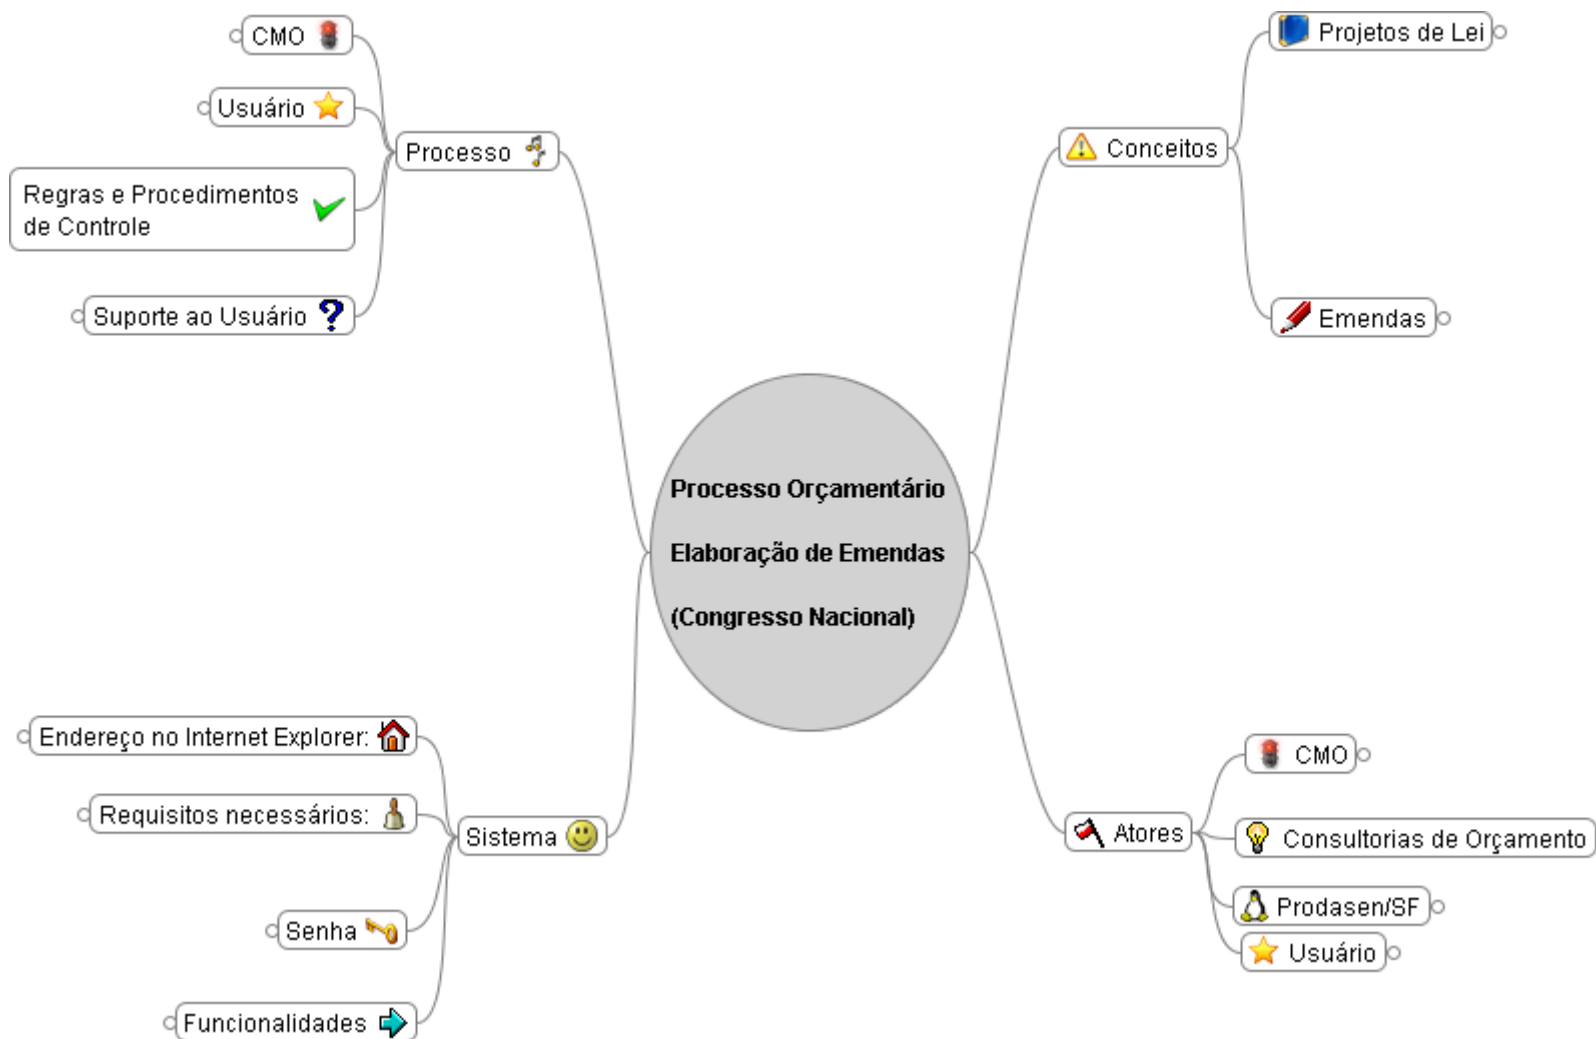 CMO
Usuário
Processo
Regras e Procedimentos
de Controle
Suporte ao Usuário
Projetos de Lei
Conceitos
Emendas
Processo Orçamentário
Elaboração de Emendas
(Congresso Nacional)
Endereço no Internet Explorer:
Requisitos necessários:
Sistema
Senha
Funcionalidades
CMO
Atores
Consultorias de Orçamento
Prodasen/SF
Usuário